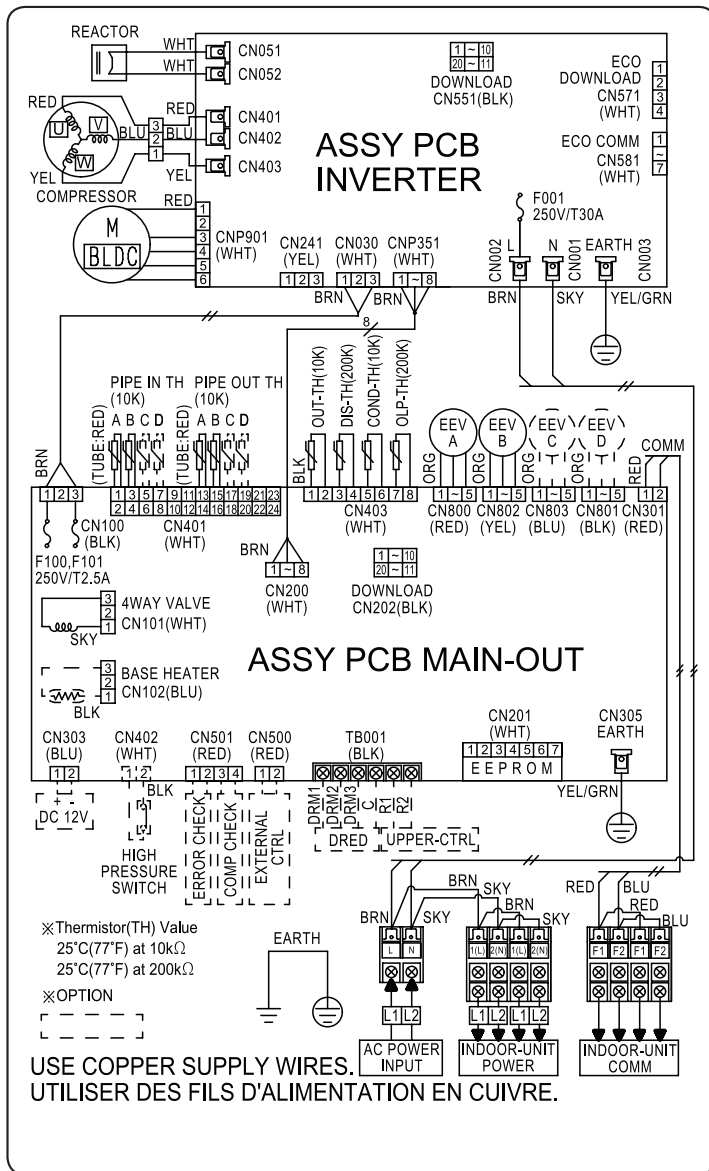 REACTOR
WHT
WHT
CN051
CN052
RED
U
V
W
YEL
COMPRESSOR
BLU
3
2
1
RED
BLU
YEL
CN401
CN402
CN403
M
BLDC
RED
1
2
3
4
5
6
CNP901
(WHT)
1 ~ 10
20 ~ 11
DOWNLOAD
CN551(BLK)
ECO
DOWNLOAD
CN571
(WHT)
1
2
3
4
ECO COMM
CN581
(WHT)
1
~
7
ASSY PCB
INVERTER
F001
250V/T30A
CN241
(YEL)
1 2 3
CN030
(WHT)
1 2 3
CNP351
(WHT)
1 ~ 8
CN002
L
N
CN001
EARTH
CN003
BRN
BRN
BRN
SKY
YEL/GRN
8
PIPE IN TH
(10K)
A B C D
(TUBE:RED)
PIPE OUT TH
(10K)
A B C D
(TUBE:RED)
OUT-TH(10K)
DIS-TH(200K)
COND-TH(10K)
OLP-TH(200K)
BLK
EEV
A
EEV
B
EEV
C
EEV
D
ORG
ORG
ORG
ORG
RED
COMM
BRN
1 2 3
CN100
(BLK)
F100,F101
250V/T2.5A
1 3 5 7 9 11 13 15 17 19 21 23
2 4 6 8 10 12 14 16 18 20 22 24
CN401
(WHT)
1 2 3 4 5 6 7 8
CN403
(WHT)
1 ~ 5
CN800
(RED)
1 ~ 5
CN802
(YEL)
1 ~ 5
CN803
(BLU)
1 ~ 5
CN801
(BLK)
1 2
CN301
(RED)
BRN
1 ~ 8
CN200
(WHT)
1 ~ 10
20 ~ 11
DOWNLOAD
CN202(BLK)
3
2
1
4WAY VALVE
CN101(WHT)
SKY
3
2
1
BASE HEATER
CN102(BLU)
BLK
ASSY PCB MAIN-OUT
CN303
(BLU)
1 2
+ -
DC 12V
CN402
(WHT)
1 2
BLK
HIGH
PRESSURE
SWITCH
CN501
(RED)
1 2 3 4
ERROR CHECK
COMP CHECK
CN500
(RED)
1 2
EXTERNAL
CTRL
TB001
(BLK)
DRM1
DRM2
DRM3
C
R1
R2
DRED
UPPER-CTRL
CN201
(WHT)
1 2 3 4 5 6 7
EEPROM
CN305
EARTH
YEL/GRN
※Thermistor(TH) Value
25°C(77°F) at 10kΩ
25°C(77°F) at 200kΩ
※OPTION
EARTH
BRN
SKY
L
N
L1
L2
AC POWER
INPUT
BRN
SKY
BRN
SKY
1(L) 2(N) 1(L) 2(N)
L1 L2 L1 L2
INDOOR-UNIT
POWER
RED
BLU
RED
BLU
F1 F2 F1 F2
INDOOR-UNIT
COMM
USE COPPER SUPPLY WIRES.
UTILISER DES FILS D'ALIMENTATION EN CUIVRE.